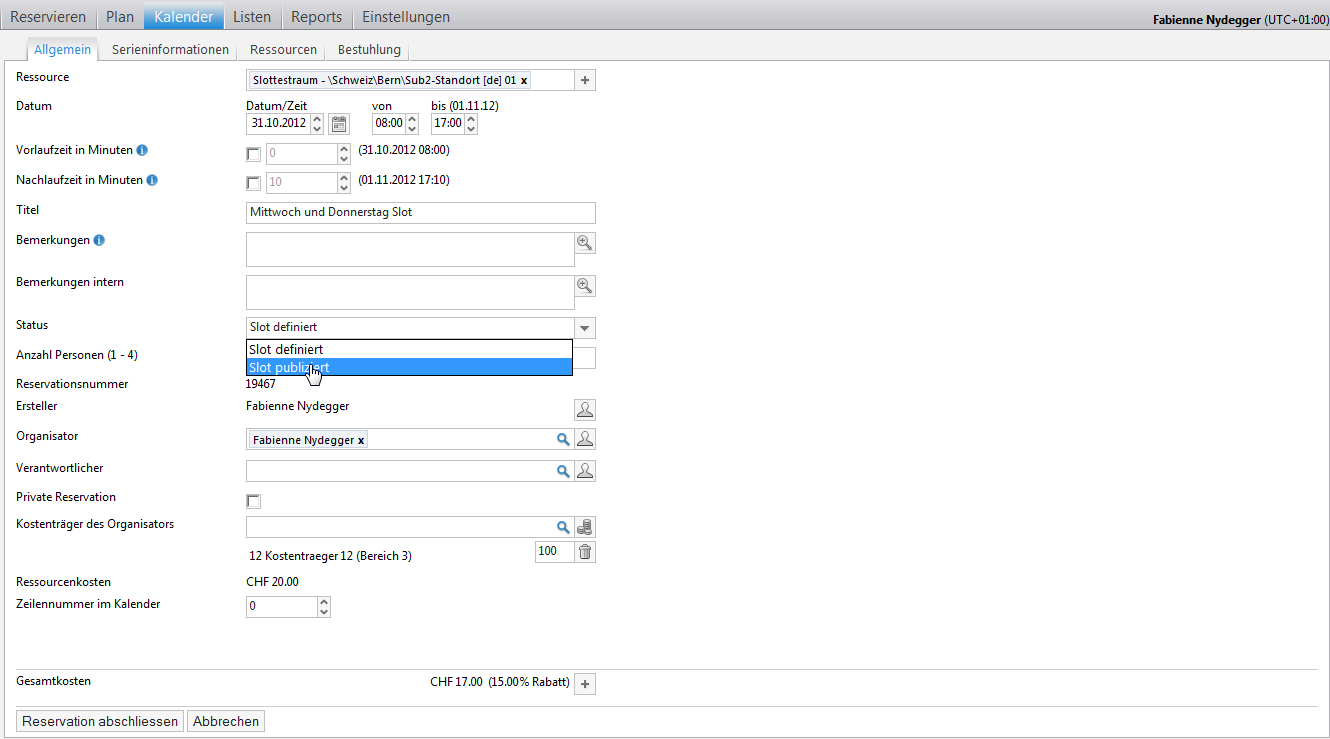 Reservieren Plan Kalender Listen Reports Einstellungen Fabienne Nydegger (UTC+01:00)
Allgemein Serieninformationen Ressourcen Bestuhlung
Ressource Slottestraum - \Schweiz\Bern\Sub2-Standort [de] 01 x
Datum Datum/Zeit von bis (01.11.12)
31.10.2012 08:00 17:00
Vorlaufzeit in Minuten 0 (31.10.2012 08:00)
Nachlaufzeit in Minuten 10 (01.11.2012 17:10)
Titel Mittwoch und Donnerstag Slot
Bemerkungen
Bemerkungen intern
Status Slot definiert
Slot definiert
Anzahl Personen (1 - 4)
Slot publiziert
Reservationsnummer 19467
Ersteller Fabienne Nydegger
Organisator Fabienne Nydegger x
Verantwortlicher
Private Reservation
Kostenträger des Organisators
12 Kostentraeger 12 (Bereich 3) 100
Ressourcenkosten CHF 20.00
Zeilennummer im Kalender 0
Gesamtkosten CHF 17.00 (15.00% Rabatt)
Reservation abschliessen Abbrechen